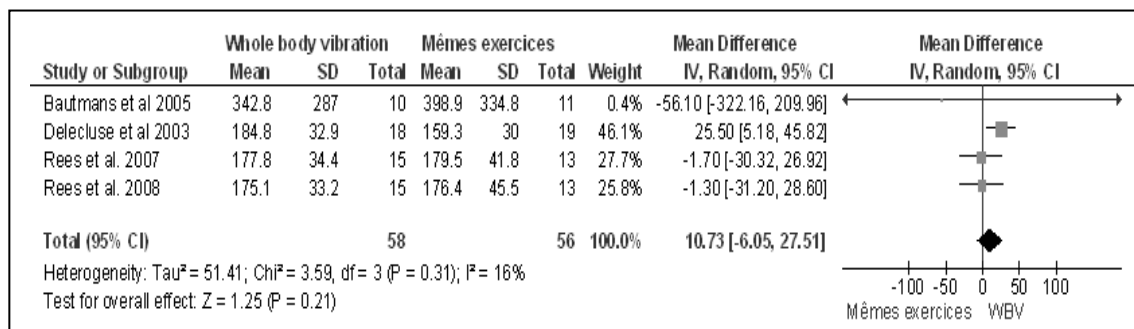 Whole body vibration Mêmes exercices Mean Difference Mean Difference
Study or Subgroup Mean SD Total Mean SD Total Weight IV, Random, 95% CI IV, Random, 95% CI
Bautmans et al 2005 342.8 287 10 398.9 334.8 11 0.4% -56.10 [-322.16, 209.96]
Delecluse et al 2003 184.8 32.9 18 159.3 30 19 46.1% 25.50 [5.18, 45.82]
Rees et al. 2007 177.8 34.4 15 179.5 41.8 13 27.7% -1.70 [-30.32, 26.92]
Rees et al. 2008 175.1 33.2 15 176.4 45.5 13 25.8% -1.30 [-31.20, 28.60]
Total (95% CI) 58 56 100.0% 10.73 [-6.05, 27.51]
Heterogeneity: Tau² = 51.41; Chi² = 3.59, df = 3 (P = 0.31); I² = 16%
Test for overall effect: Z = 1.25 (P = 0.21)
-100 -50 0 50 100
Mêmes exercices WBV